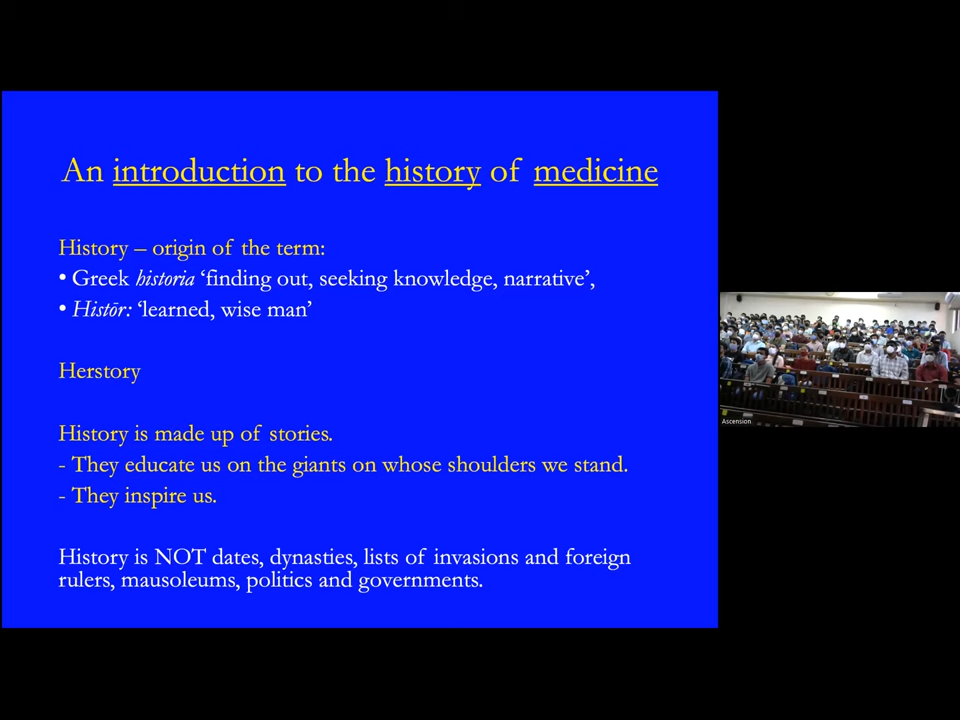 An introduction to the history of medicine
History – origin of the term:
• Greek historia ‘finding out, seeking knowledge, narrative’,
• Histōr: ‘learned, wise man’
Herstory
History is made up of stories.
- They educate us on the giants on whose shoulders we stand.
- They inspire us.
History is NOT dates, dynasties, lists of invasions and foreign
rulers, mausoleums, politics and governments.
Ascension